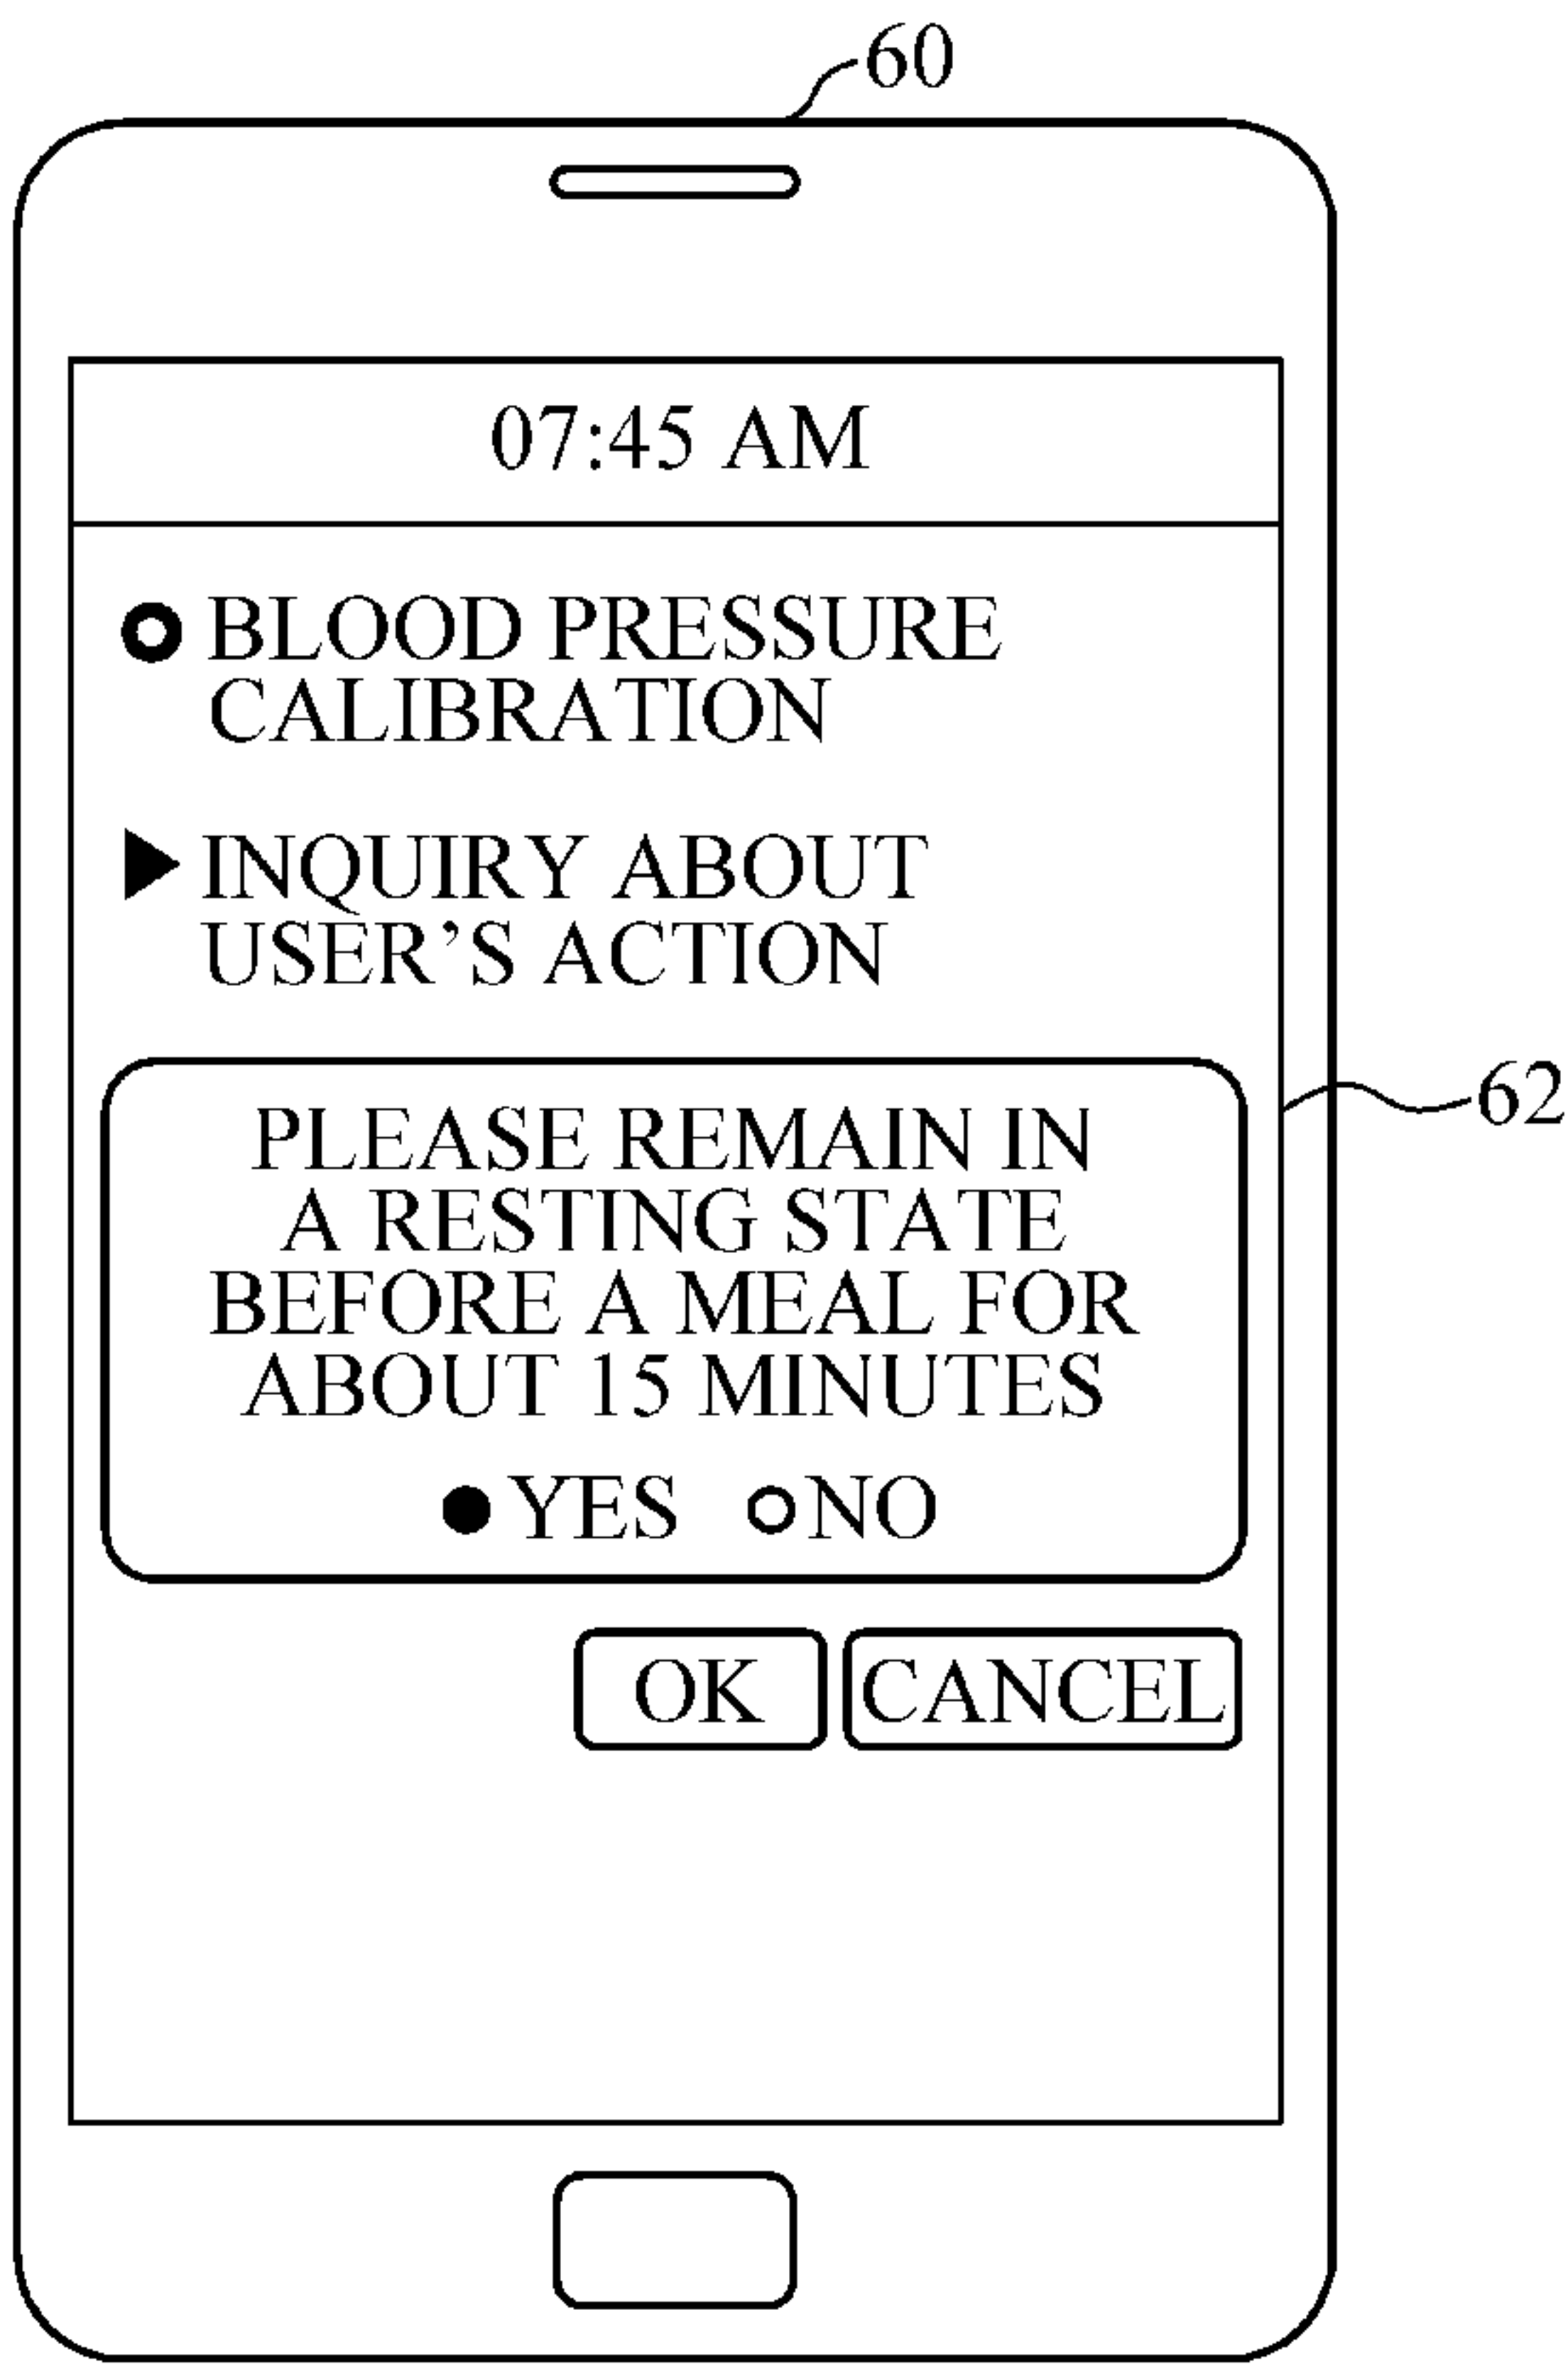 60
07:45 AM
BLOOD PRESSURE
CALIBRATION
INQUIRY ABOUT
USER'S ACTION
62
PLEASE REMAIN IN
A RESTING STATE
BEFORE A MEAL FOR
ABOUT 15 MINUTES
YES NO
OK CANCEL